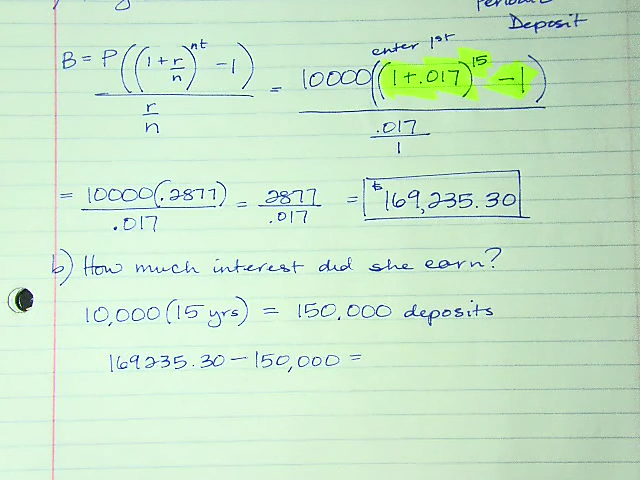 Periodic
Deposit
enter 1st
B = P((1 + r/n)^nt - 1) / (r/n) = 10000((1+.017)^15 - 1) / (.017/1)
= 10000(.2877) / .017 = 2877 / .017 = $169,235.30
b) How much interest did she earn?
10,000 (15 yrs) = 150,000 deposits
169235.30 - 150,000 =